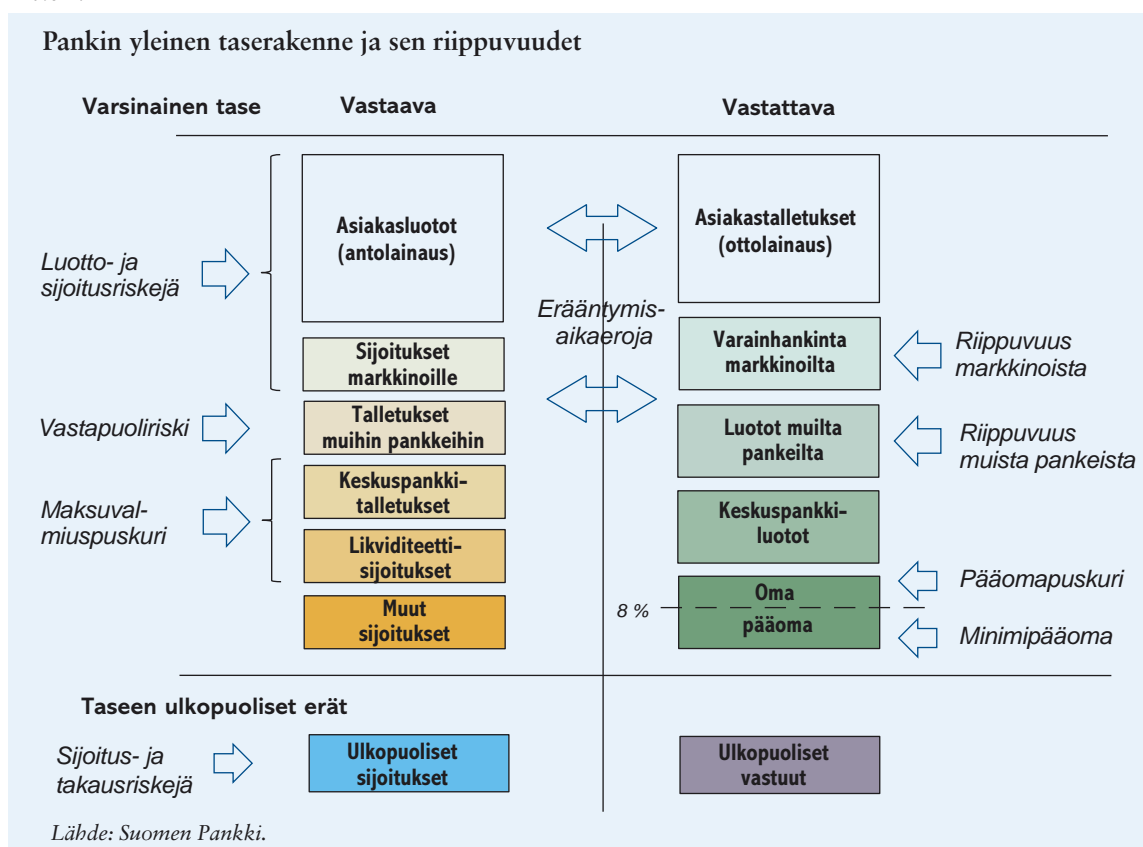 Pankin yleinen taserakenne ja sen riippuvuudet
Varsinainen tase
Vastaava
Vastattava
Luotto- ja
sijoitusriskejä
Asiakasluotot
(antolainaus)
Asiakastalletukset
(ottolainaus)
Erääntymis-
aikaeroja
Sijoitukset
markkinoille
Varainhankinta
markkinoilta
Riippuvuus
markkinoista
Vastapuoliriski
Talletukset
muihin pankkeihin
Luotot muilta
pankeilta
Riippuvuus
muista pankeista
Maksuval-
miuspuskuri
Keskuspankki-
talletukset
Keskuspankki-
luotot
Likviditeetti-
sijoitukset
Muut
sijoitukset
8 %
Oma
pääoma
Pääomapuskuri
Minimipääoma
Taseen ulkopuoliset erät
Sijoitus- ja
takausriskejä
Ulkopuoliset
sijoitukset
Ulkopuoliset
vastuut
Lähde: Suomen Pankki.